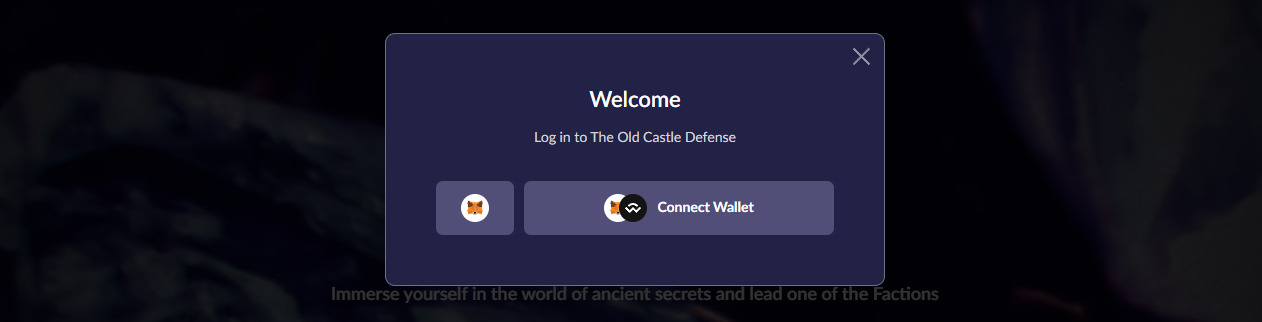 Welcome
Log in to The Old Castle Defense
Connect Wallet
Immerse yourself in the world of ancient secrets and lead one of the Factions